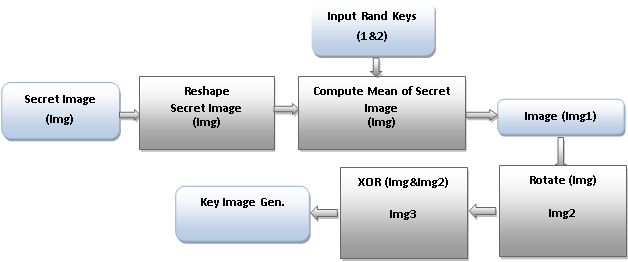 Input Rand Keys
(1&2)
Secret Image
(Img)
Reshape
Secret Image
(Img)
Compute Mean of Secret
Image
(Img)
Image (Img1)
Rotate (Img)
Img2
XOR (Img&Img2)
Img3
Key Image Gen.